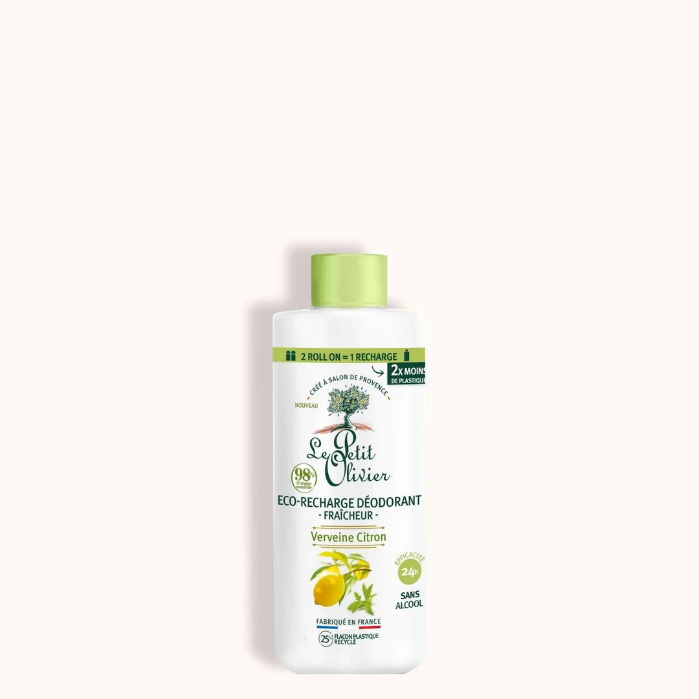 2 ROLL ON = 1 RECHARGE
2x MOINS
DE PLASTIQUE
CRÉÉ À SALON DE PROVENCE
NOUVEAU
Le Petit
Olivier
98%
ECO-RECHARGE DÉODORANT
- FRAÎCHEUR -
Verveine Citron
EFFICACITÉ
24h
SANS
ALCOOL
FABRIQUÉ EN FRANCE
25%
FLACON PLASTIQUE
RECYCLÉ